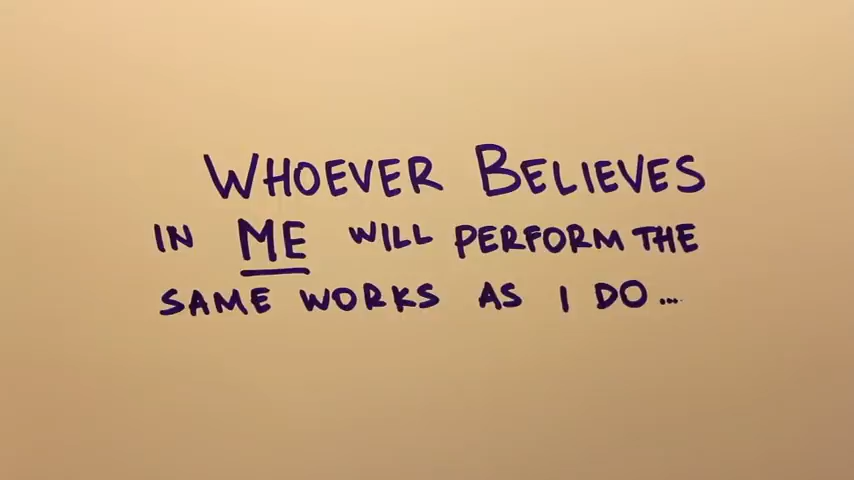 WHOEVER BELIEVES
IN ME WILL PERFORM THE
SAME WORKS AS I DO...